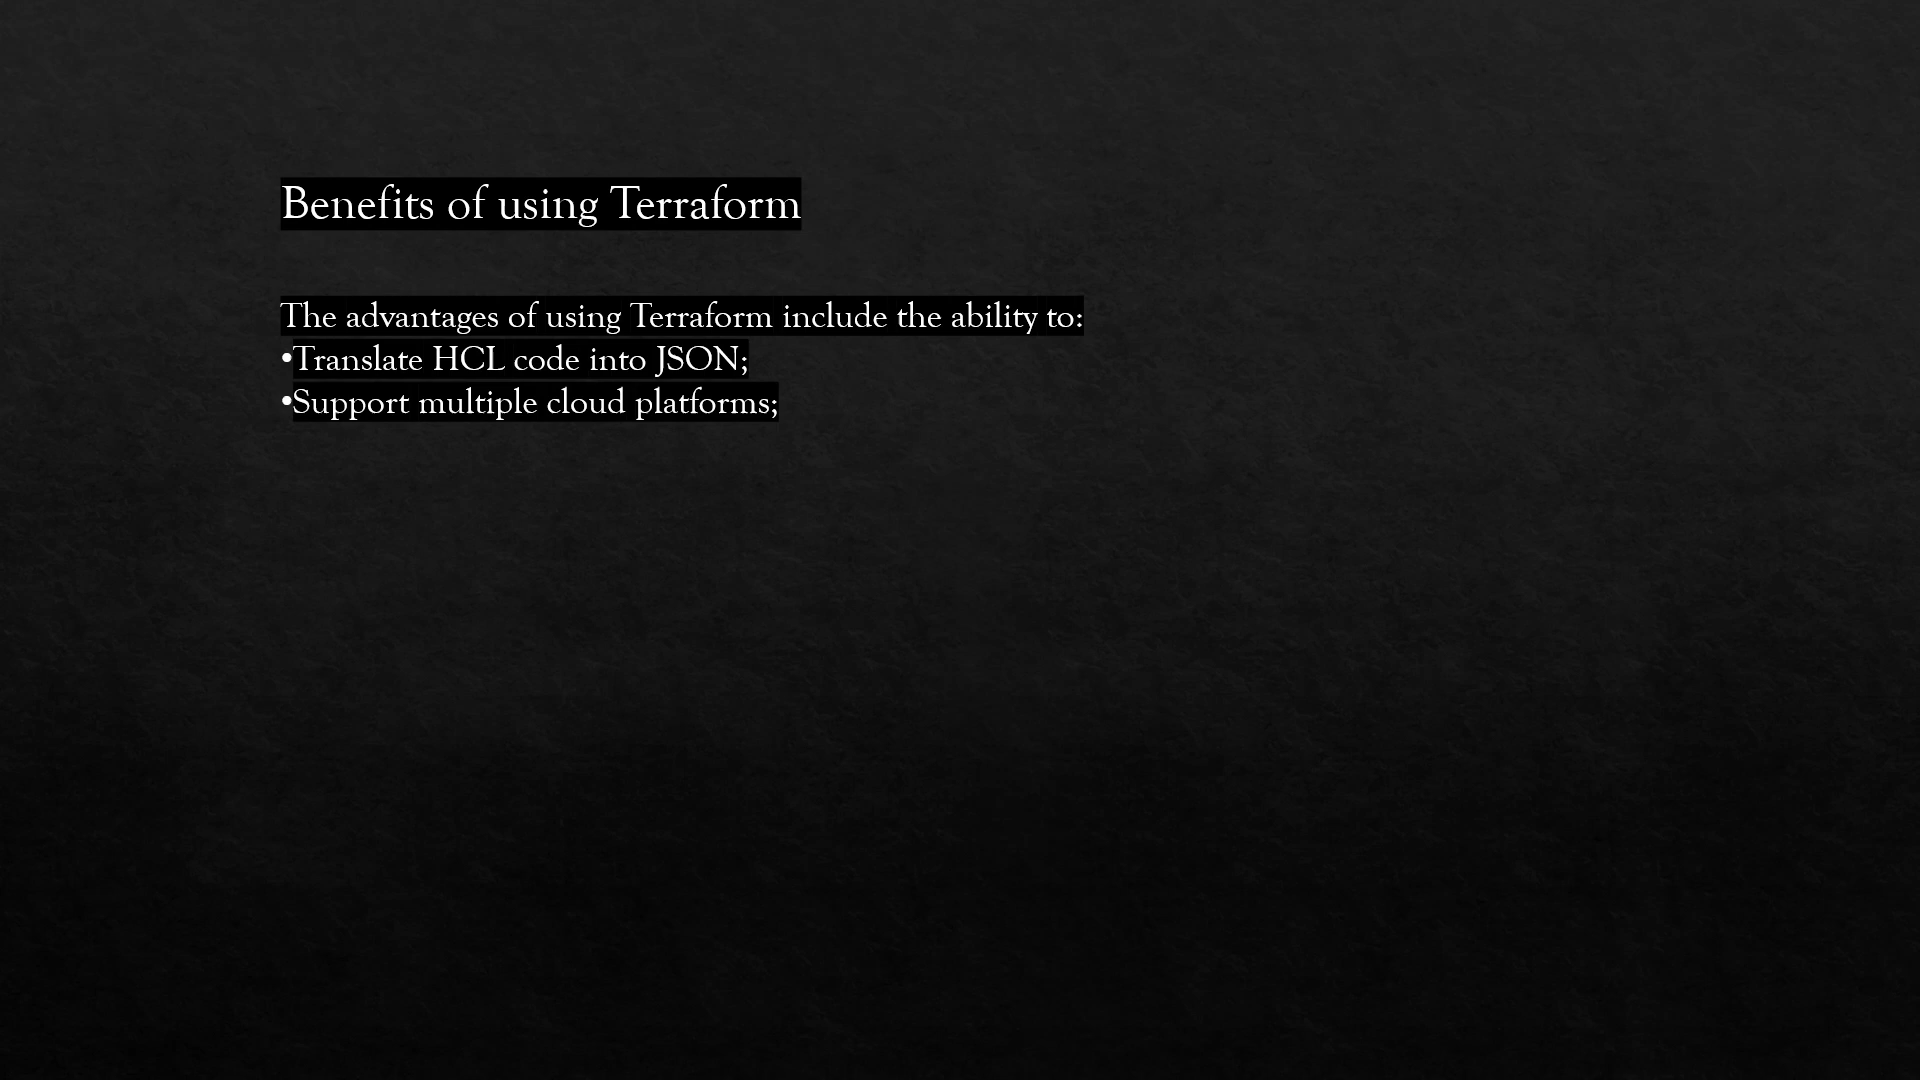 Benefits of using Terraform
The advantages of using Terraform include the ability to:
•Translate HCL code into JSON;
•Support multiple cloud platforms;